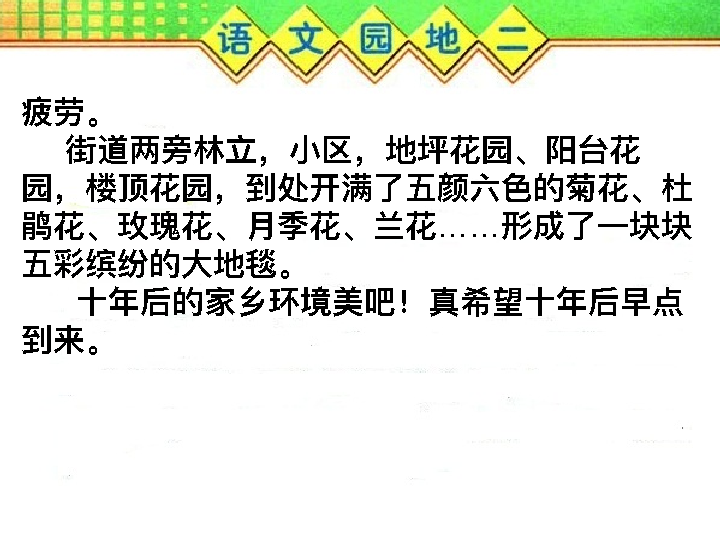 语文园地二
疲劳。
街道两旁林立，小区，地坪花园、阳台花
园，楼顶花园，到处开满了五颜六色的菊花、杜
鹃花、玫瑰花、月季花、兰花……形成了一块块
五彩缤纷的大地毯。
十年后的家乡环境美吧！真希望十年后早点
到来。